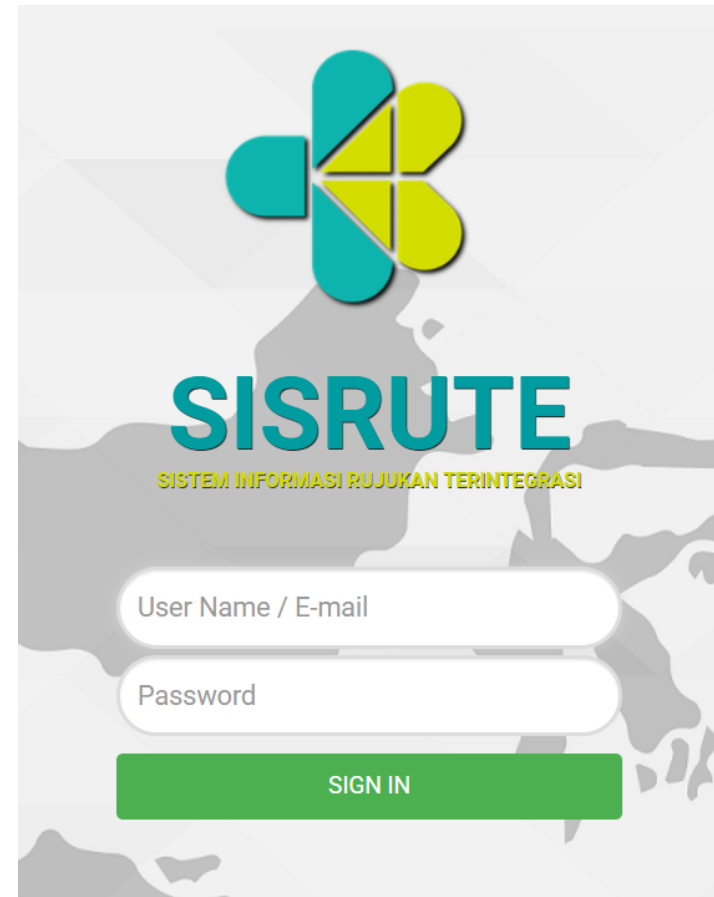 SISRUTE
SISTEM INFORMASI RUJUKAN TERINTEGRASI
User Name / E-mail
Password
SIGN IN